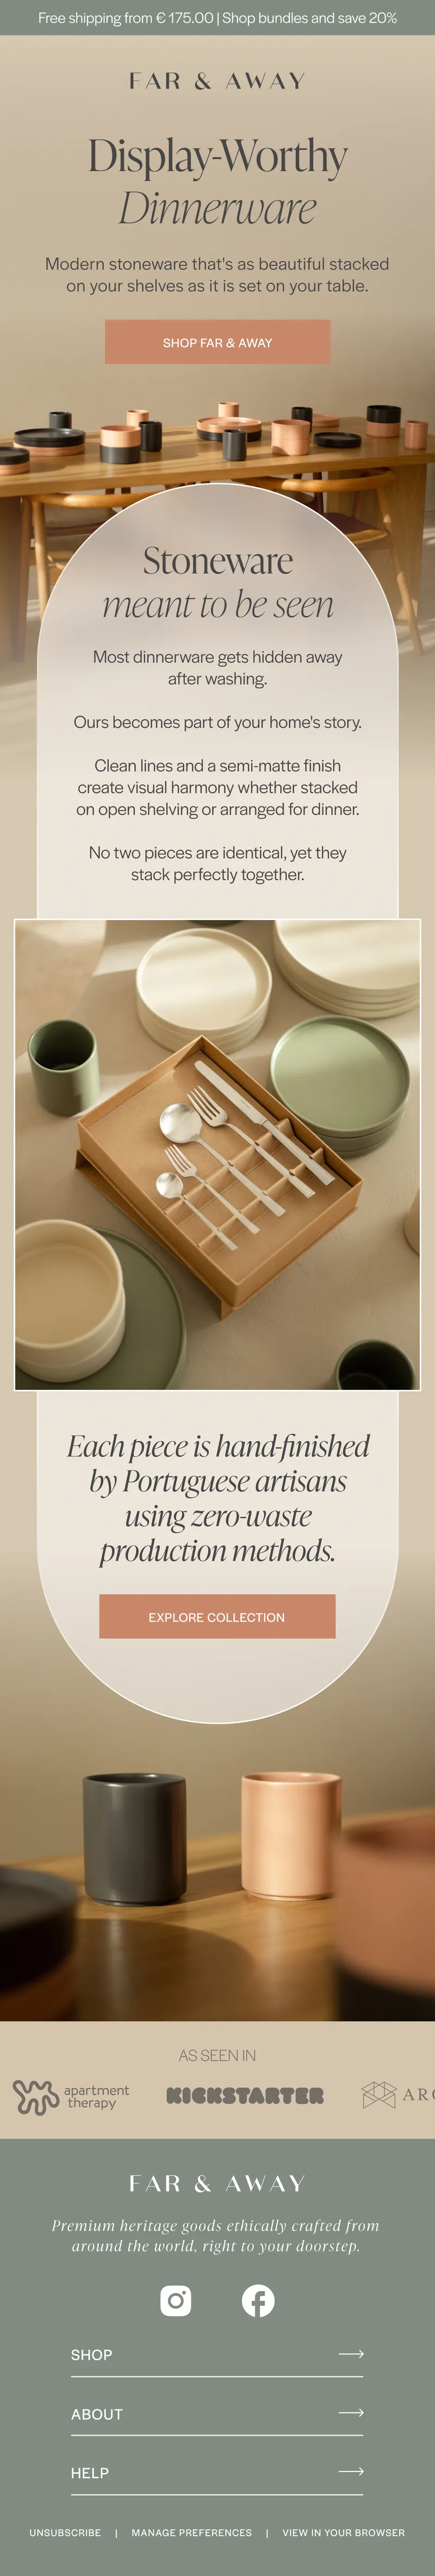 Free shipping from € 175.00 | Shop bundles and save 20%
FAR & AWAY
Display-Worthy
Dinnerware
Modern stoneware that's as beautiful stacked
on your shelves as it is set on your table.
SHOP FAR & AWAY
Stoneware
meant to be seen
Most dinnerware gets hidden away
after washing.
Ours becomes part of your home's story.
Clean lines and a semi-matte finish
create visual harmony whether stacked
on open shelving or arranged for dinner.
No two pieces are identical, yet they
stack perfectly together.
Each piece is hand-finished
by Portuguese artisans
using zero-waste
production methods.
EXPLORE COLLECTION
AS SEEN IN
apartment
therapy
KICKSTARTER
FAR & AWAY
Premium heritage goods ethically crafted from
around the world, right to your doorstep.
SHOP
ABOUT
HELP
UNSUBSCRIBE | MANAGE PREFERENCES | VIEW IN YOUR BROWSER